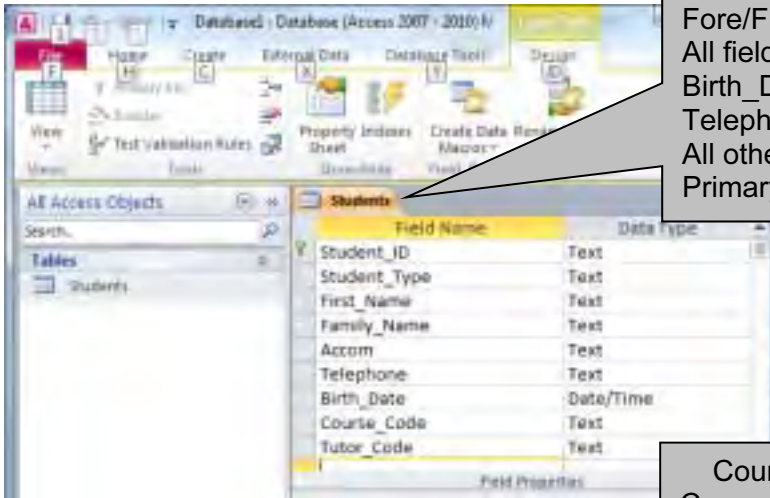 Database1 : Database (Access 2007 - 2010)
File Home Create External Data Database Tools Design
F H C X Y
View
Test Validation Rules
Property Sheet
Indexes
Create Data Macros
Views Tools
All Access Objects
Search..
Tables
Students
Students
Field Name Data Type
Student_ID Text
Student_Type Text
First_Name Text
Family_Name Text
Accom Text
Telephone Text
Birth_Date Date/Time
Course_Code Text
Tutor_Code Text
Field Properties
Fore/F
All field
Birth_D
Teleph
All othe
Primar
Cour